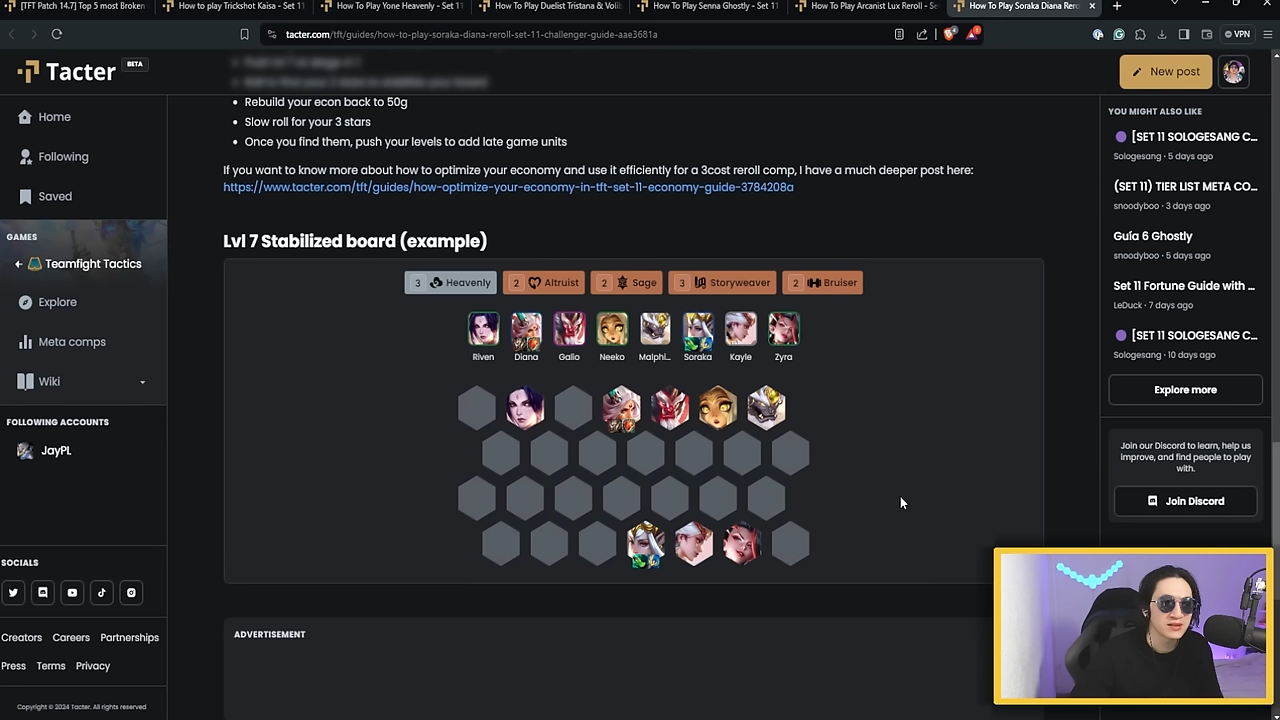 [TFT Patch 14.7] Top 5 most Broken
How to play Trickshot Kaisa - Set 11
How To Play Yone Heavenly - Set 11
How To Play Duelist Tristana & Volib
How To Play Senna Ghostly - Set 11
How To Play Arcanist Lux Reroll - Set
How To Play Soraka Diana Rero
tacter.com/tft/guides/how-to-play-soraka-diana-reroll-set-11-challenger-guide-aae3681a
VPN
Tacter
BETA
New post
Home
Following
Saved
GAMES
Teamfight Tactics
Explore
Meta comps
Wiki
FOLLOWING ACCOUNTS
JayPL
SOCIALS
Creators Careers Partnerships
Press Terms Privacy
Copyright © 2024 Tacter. All rights reserved
Rebuild your econ back to 50g
Slow roll for your 3 stars
Once you find them, push your levels to add late game units
If you want to know more about how to optimize your economy and use it efficiently for a 3cost reroll comp, I have a much deeper post here:
https://www.tacter.com/tft/guides/how-optimize-your-economy-in-tft-set-11-economy-guide-3784208a
Lvl 7 Stabilized board (example)
3 Heavenly 2 Altruist 2 Sage 3 Storyweaver 2 Bruiser
Riven Diana Galio Neeko Malphi... Soraka Kayle Zyra
ADVERTISEMENT
YOU MIGHT ALSO LIKE
[SET 11 SOLOGESANG C...
Sologesang · 5 days ago
(SET 11) TIER LIST META CO...
snoodyboo · 3 days ago
Guía 6 Ghostly
snoodyboo · 5 days ago
Set 11 Fortune Guide with ...
LeDuck · 7 days ago
[SET 11 SOLOGESANG C...
Sologesang · 10 days ago
Explore more
Join our Discord to learn, help us
improve, and find people to play
with.
Join Discord